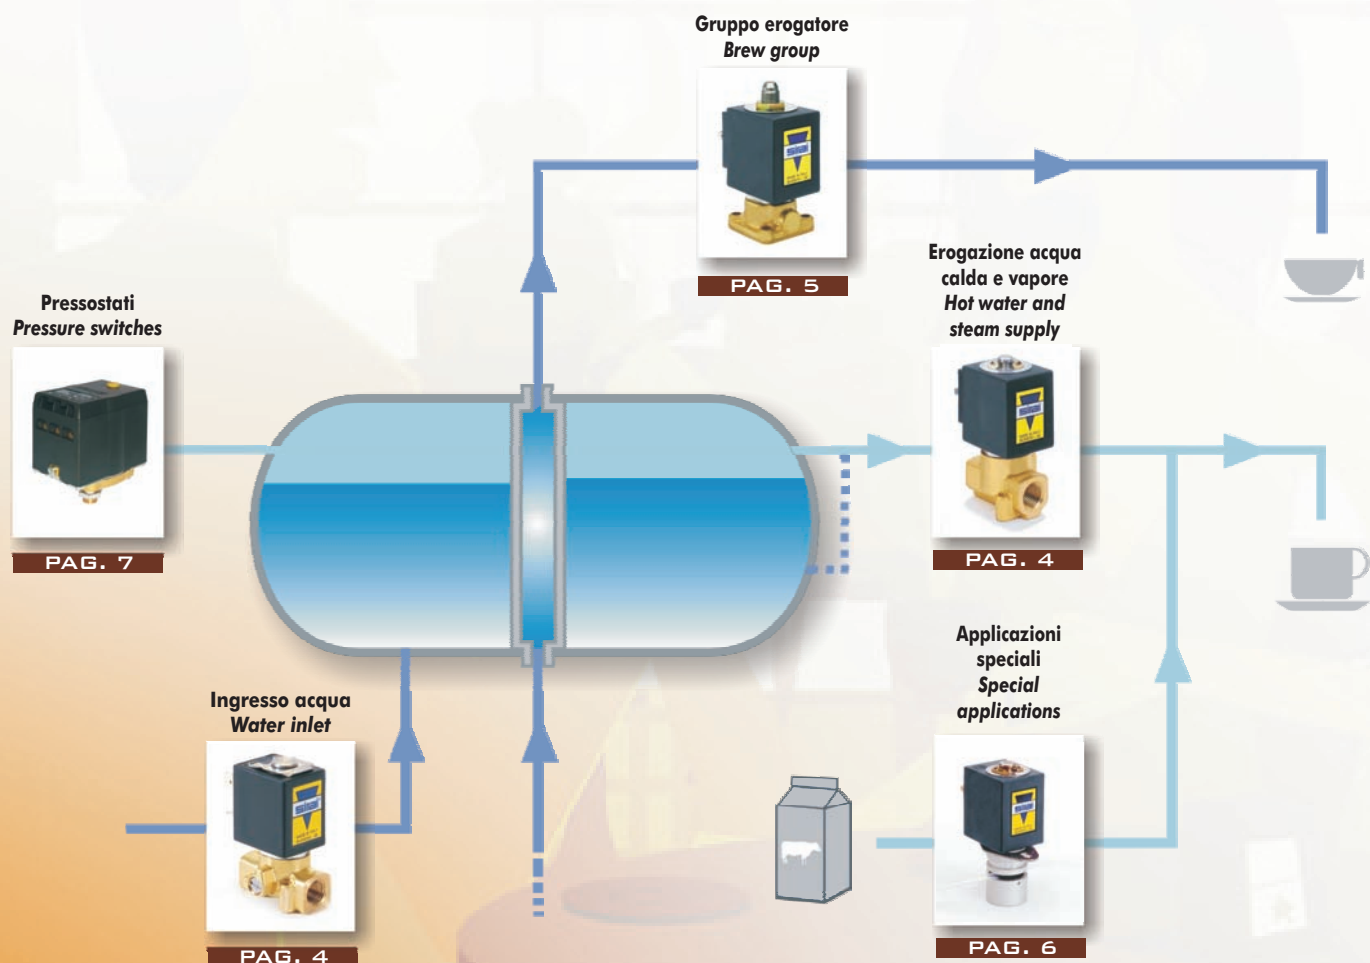 Gruppo erogatore
Brew group
PAG. 5
Erogazione acqua
calda e vapore
Hot water and
steam supply
PAG. 4
Pressostati
Pressure switches
PAG. 7
Applicazioni
speciali
Special
applications
PAG. 6
Ingresso acqua
Water inlet
PAG. 4